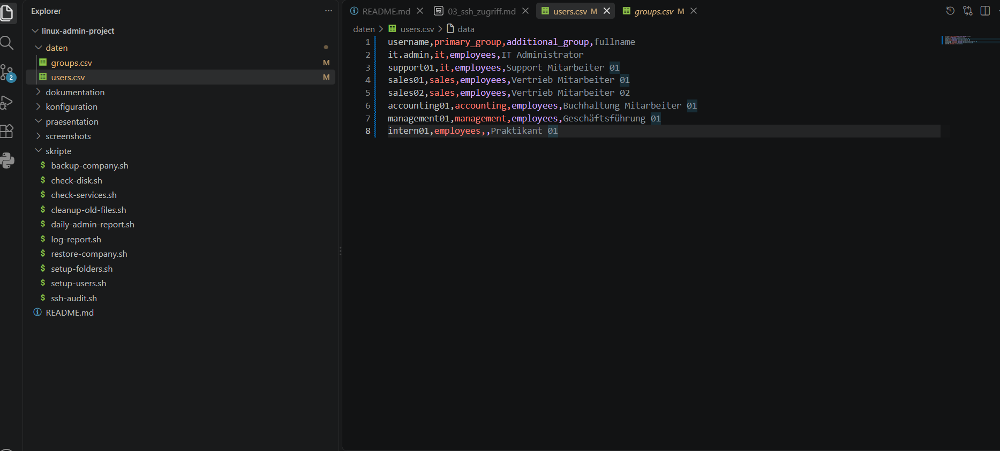 Explorer
linux-admin-project
daten
groups.csv M
users.csv M
dokumentation
konfiguration
praesentation
screenshots
skripte
backup-company.sh
check-disk.sh
check-services.sh
cleanup-old-files.sh
daily-admin-report.sh
log-report.sh
restore-company.sh
setup-folders.sh
setup-users.sh
ssh-audit.sh
README.md
2
README.md 03_ssh_zugriff.md users.csv M groups.csv M
daten > users.csv > data
1 username,primary_group,additional_group,fullname
2 it.admin,it,employees,IT Administrator
3 support01,it,employees,Support Mitarbeiter 01
4 sales01,sales,employees,Vertrieb Mitarbeiter 01
5 sales02,sales,employees,Vertrieb Mitarbeiter 02
6 accounting01,accounting,employees,Buchhaltung Mitarbeiter 01
7 management01,management,employees,Geschäftsführung 01
8 intern01,employees,,Praktikant 01